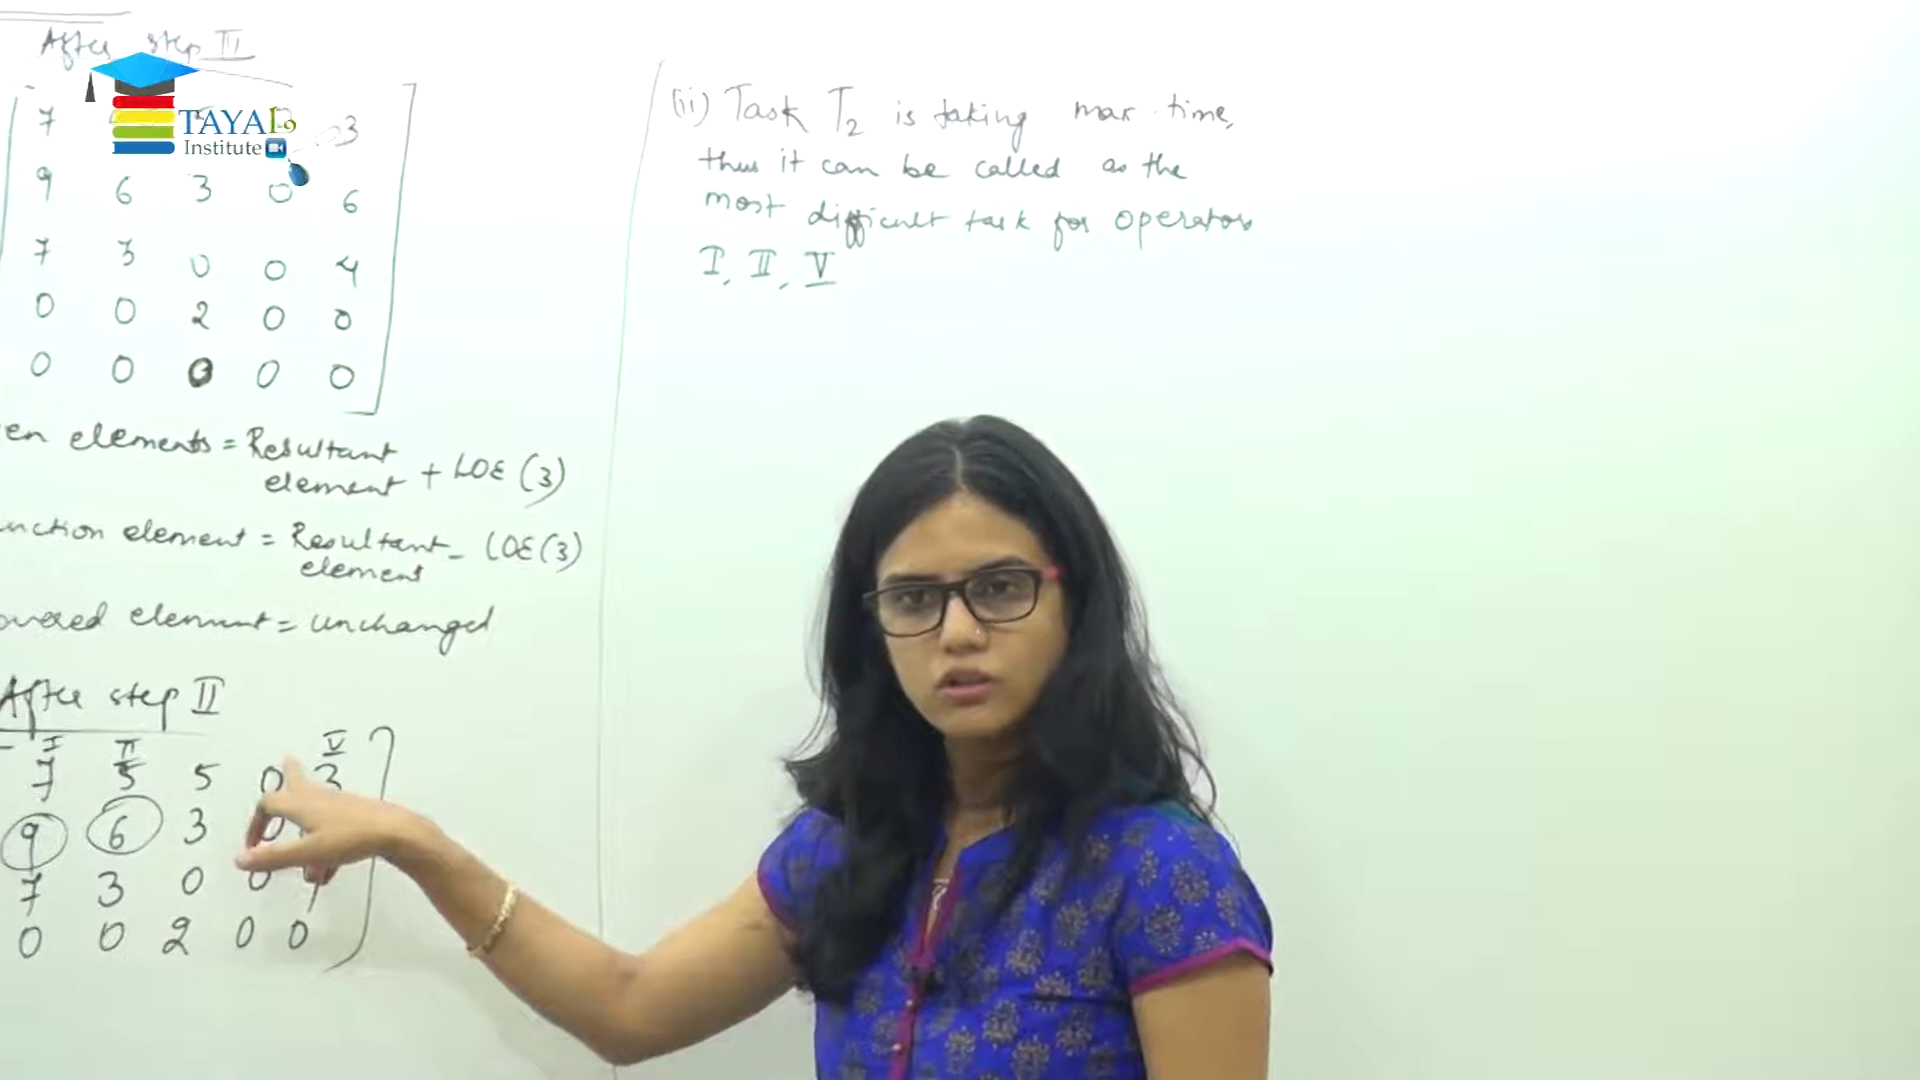 After step III
TAYAL
Institute
7 3
9 6 3 0 6
7 3 0 0 4
0 0 2 0 0
0 0 0 0 0
elements = Resultant
element + LOE (3)
element = Resultant - LOE (3)
element
element = unchanged
After step II
I II V
7 5 5 0 3
9 6 3 0
7 3 0 0
0 0 2 0 0
(ii) Task T2 is taking max. time,
thus it can be called as the
most difficult task for operators
I, II, V